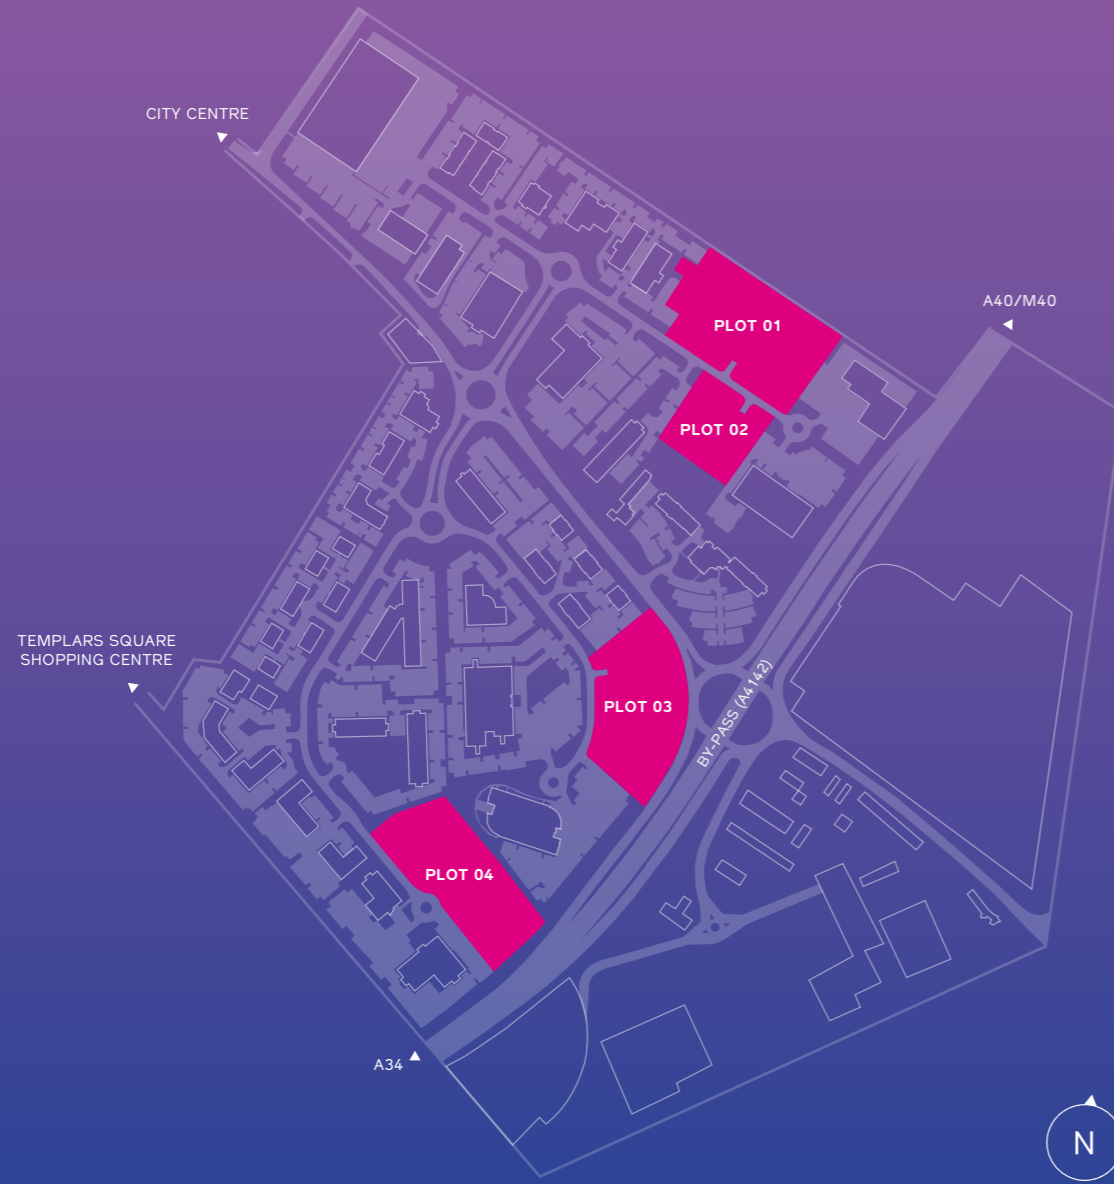 CITY CENTRE
A40/M40
PLOT 01
PLOT 02
TEMPLARS SQUARE
SHOPPING CENTRE
PLOT 03
BY-PASS (A4142)
PLOT 04
A34
N